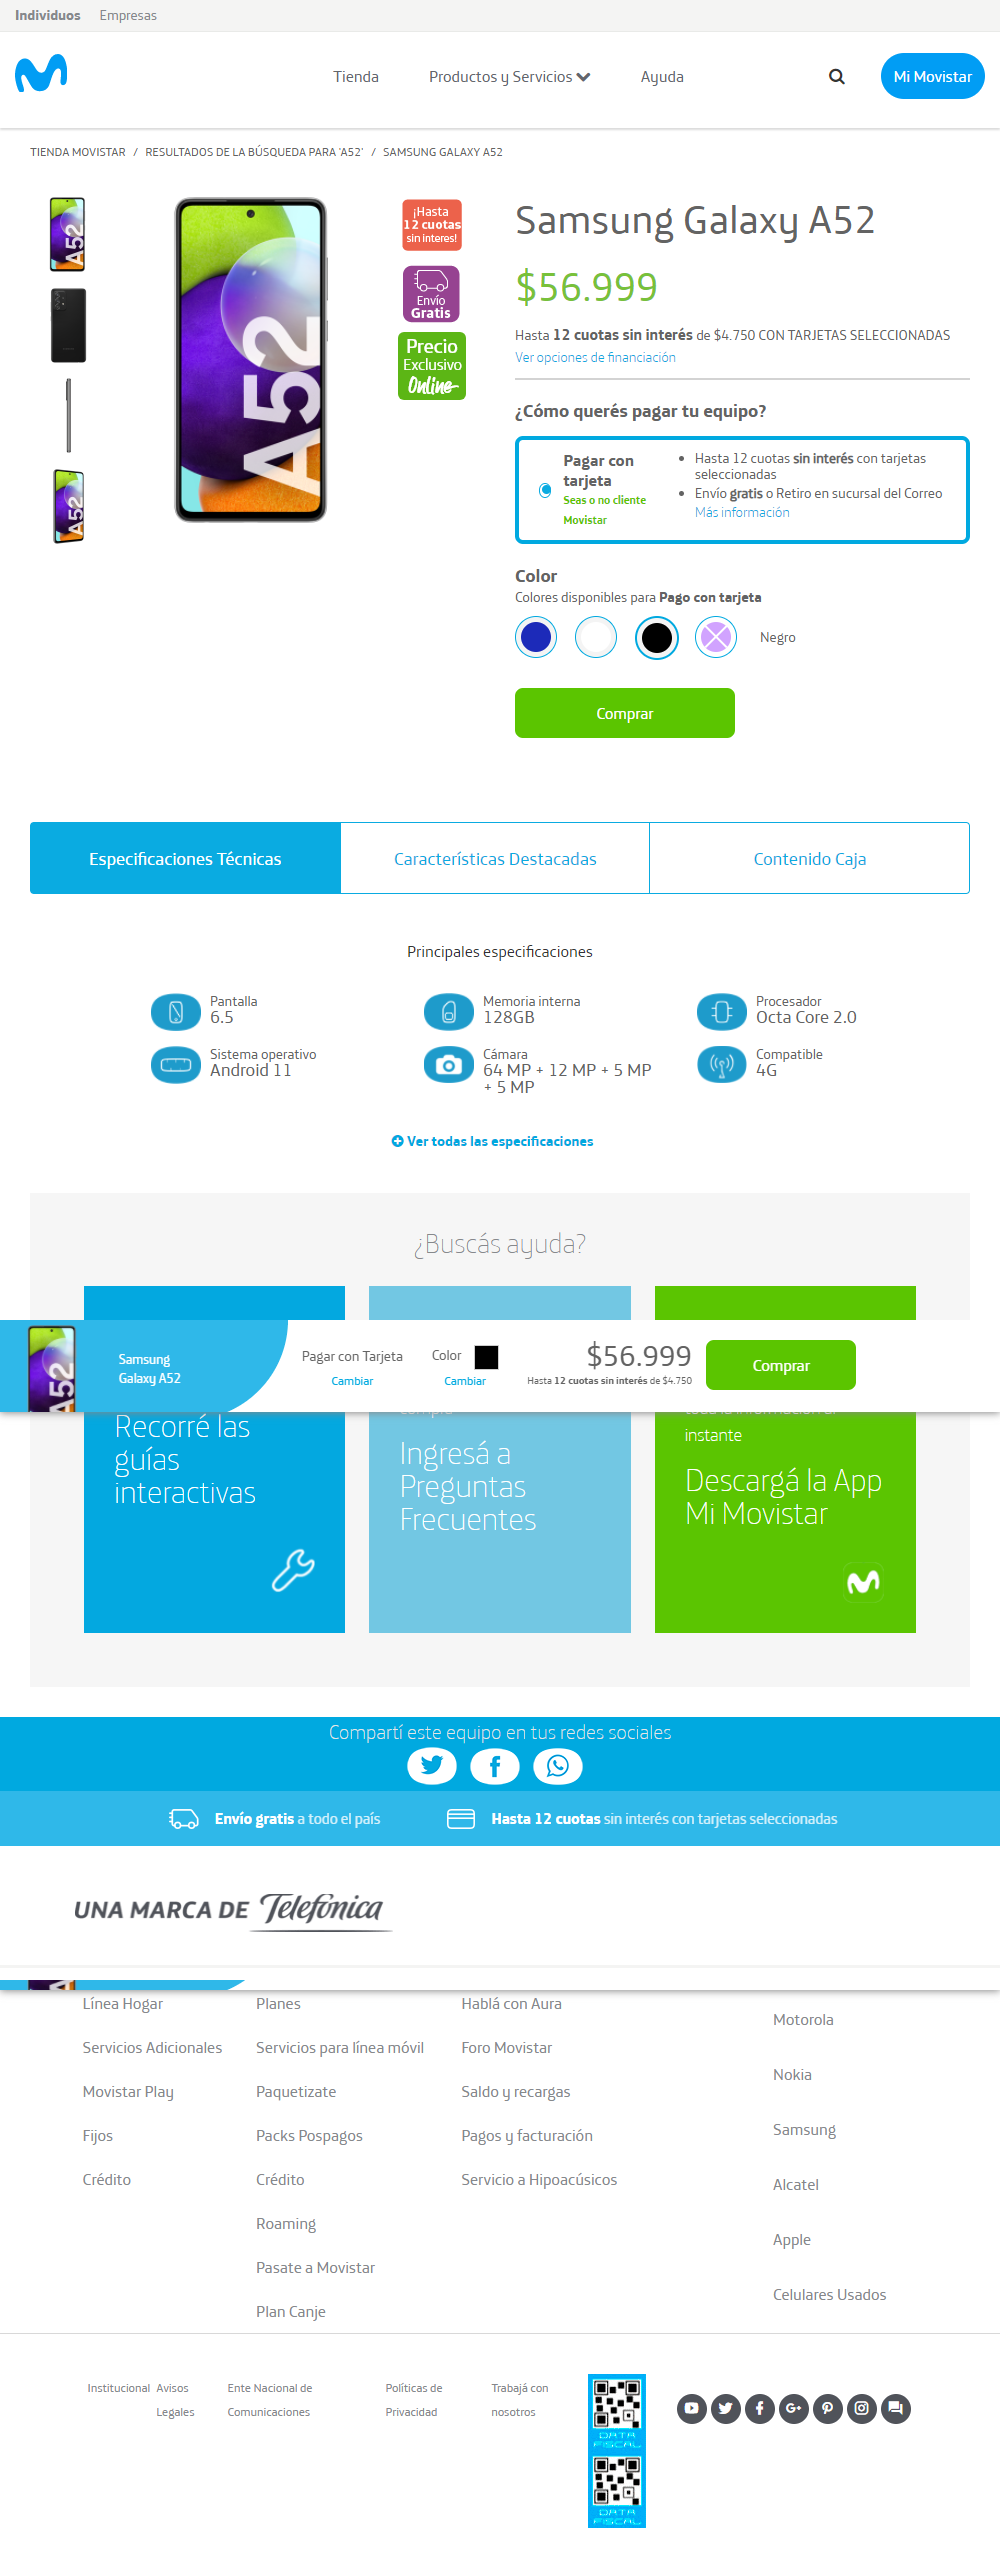 Individuos Empresas
Tienda Productos y Servicios Ayuda Mi Movistar
TIENDA MOVISTAR / RESULTADOS DE LA BÚSQUEDA PARA 'A52' / SAMSUNG GALAXY A52
A52
A52
A52
¡Hasta
12 cuotas
sin interes!
Envío
Gratis
Precio
Exclusivo
Online
Samsung Galaxy A52
$56.999
Hasta 12 cuotas sin interés de $4.750 CON TARJETAS SELECCIONADAS
Ver opciones de financiación
¿Cómo querés pagar tu equipo?
Pagar con
tarjeta
Seas o no cliente
Movistar
Hasta 12 cuotas sin interés con tarjetas
seleccionadas
Envío gratis o Retiro en sucursal del Correo
Más información
Color
Colores disponibles para Pago con tarjeta
Negro
Comprar
Especificaciones Técnicas Características Destacadas Contenido Caja
Principales especificaciones
Pantalla
6.5
Memoria interna
128GB
Procesador
Octa Core 2.0
Sistema operativo
Android 11
Cámara
64 MP + 12 MP + 5 MP
+ 5 MP
Compatible
4G
Ver todas las especificaciones
¿Buscás ayuda?
A52
Samsung
Galaxy A52
Pagar con Tarjeta
Cambiar
Color
Cambiar
$56.999
Hasta 12 cuotas sin interés de $4.750
Comprar
Recorré las
guías
interactivas
Ingresá a
Preguntas
Frecuentes
instante
Descargá la App
Mi Movistar
Compartí este equipo en tus redes sociales
Envío gratis a todo el país Hasta 12 cuotas sin interés con tarjetas seleccionadas
UNA MARCA DE Telefónica
Línea Hogar
Servicios Adicionales
Movistar Play
Fijos
Crédito
Planes
Servicios para línea móvil
Paquetizate
Packs Pospagos
Crédito
Roaming
Pasate a Movistar
Plan Canje
Hablá con Aura
Foro Movistar
Saldo y recargas
Pagos y facturación
Servicio a Hipoacúsicos
Motorola
Nokia
Samsung
Alcatel
Apple
Celulares Usados
Institucional
Avisos
Legales
Ente Nacional de
Comunicaciones
Políticas de
Privacidad
Trabajá con
nosotros
DATA
FISCAL
DATA
FISCAL